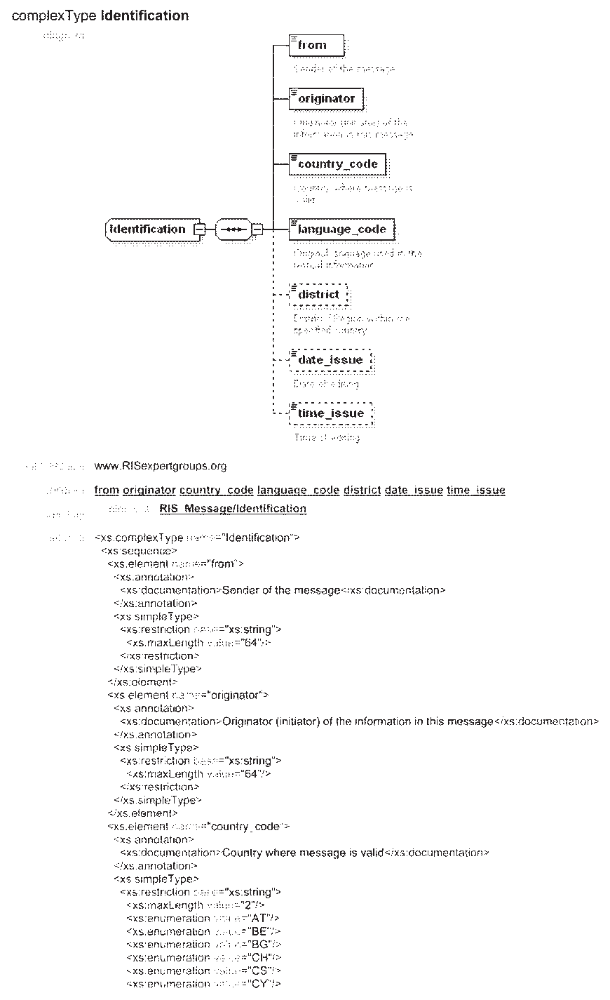 complexType Identification
diagram
from
Sender of the message
originator
Originator (initiator) of the
information in this message
country_code
Country where message is
valid
identification
language_code
Original language used in the
textual information
district
District / Region within the
specified country
date_issue
Date of editing
time_issue
Time of editing
namespace www.RISexpertgroups.org
children from originator country_code language_code district date_issue time_issue
used by element RIS_Message/identification
source <xs:complexType name="Identification">
<xs:sequence>
<xs:element name="from">
<xs:annotation>
<xs:documentation>Sender of the message</xs:documentation>
</xs:annotation>
<xs:simpleType>
<xs:restriction base="xs:string">
<xs:maxLength value="64"/>
</xs:restriction>
</xs:simpleType>
</xs:element>
<xs:element name="originator">
<xs:annotation>
<xs:documentation>Originator (initiator) of the information in this message</xs:documentation>
</xs:annotation>
<xs:simpleType>
<xs:restriction base="xs:string">
<xs:maxLength value="64"/>
</xs:restriction>
</xs:simpleType>
</xs:element>
<xs:element name="country_code">
<xs:annotation>
<xs:documentation>Country where message is valid</xs:documentation>
</xs:annotation>
<xs:simpleType>
<xs:restriction base="xs:string">
<xs:maxLength value="2"/>
<xs:enumeration value="AT"/>
<xs:enumeration value="BE"/>
<xs:enumeration value="BG"/>
<xs:enumeration value="CH"/>
<xs:enumeration value="CS"/>
<xs:enumeration value="CY"/>